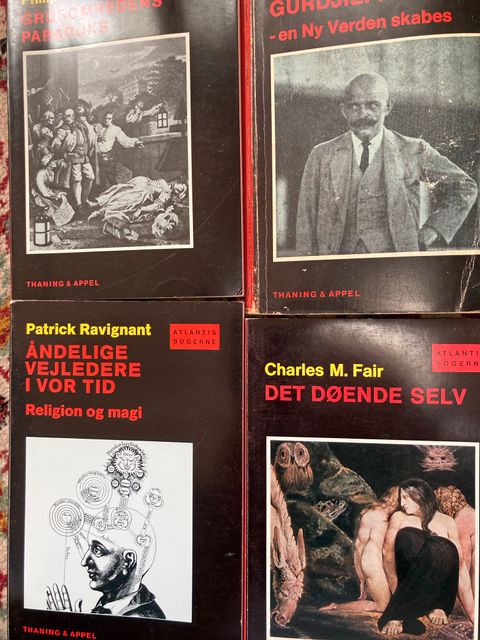 GRUSOMHEDENS
PARADOKS
THANING & APPEL
- en Ny Verden skabes
THANING & APPEL
Patrick Ravignant
ATLANTIS
BØGERNE
ÅNDELIGE
VEJLEDERE
I VOR TID
Religion og magi
THANING & APPEL
Charles M. Fair
ATLANTIS
BØGERNE
DET DØENDE SELV